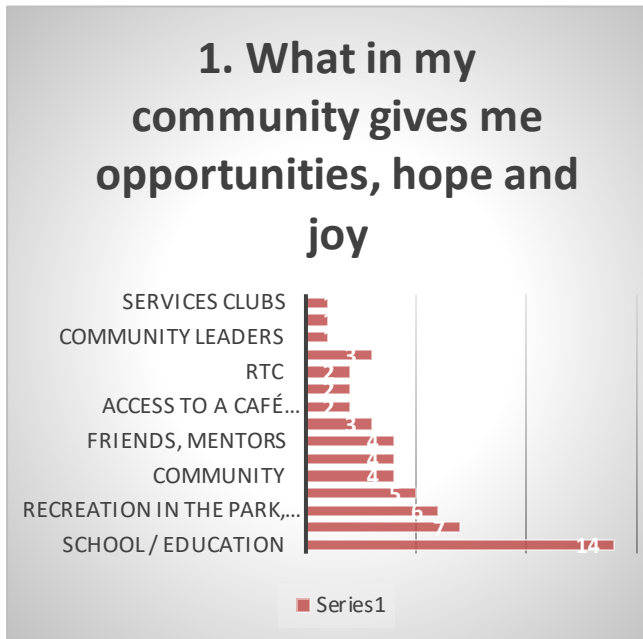 1. What in my
community gives me
opportunities, hope and
joy
SERVICES CLUBS
COMMUNITY LEADERS
3
RTC
2
2
ACCESS TO A CAFÉ...
2
3
FRIENDS, MENTORS
4
4
COMMUNITY
4
5
RECREATION IN THE PARK,...
6
7
SCHOOL / EDUCATION
14
Series1